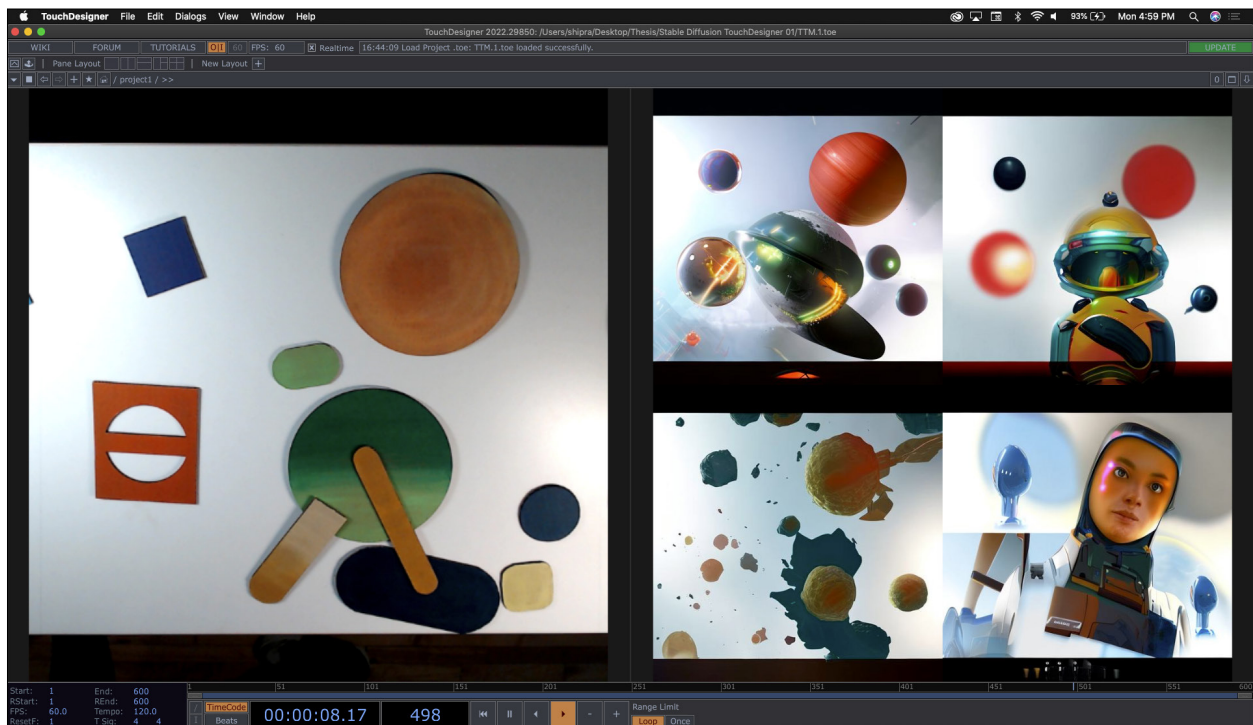 TouchDesigner File Edit Dialogs View Window Help 93% Mon 4:59 PM
TouchDesigner 2022.29850: /Users/shipra/Desktop/Thesis/Stable Diffusion TouchDesigner 01/TTM.1.toe
WIKI FORUM TUTORIALS O|I 60 FPS: 60 Realtime 16:44:09 Load Project .toe: TTM.1.toe loaded successfully. UPDATE
Pane Layout New Layout +
/ project1 / >> 0
1 51 101 151 201 251 301 351 401 451 501 551 600
Start: 1 End: 600
RStart: 1 REnd: 600
FPS: 60.0 Tempo: 120.0
ResetF: 1 T Sig: 4 4
TimeCode
Beats
00:00:08.17 498
- +
Range Limit
Loop Once